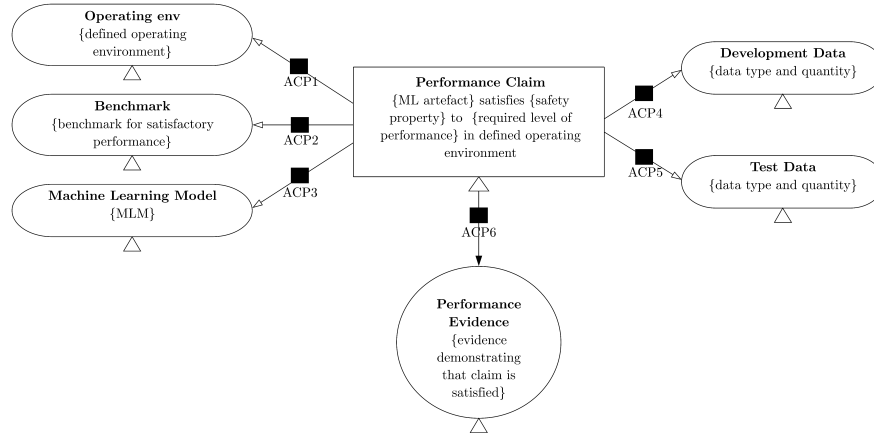 Operating env
{defined operating
environment}
ACP1
Benchmark
{benchmark for satisfactory
performance}
ACP2
Machine Learning Model
{MLM}
ACP3
Performance Claim
{ML artefact} satisfies {safety
property} to {required level of
performance} in defined operating
environment
ACP4
Development Data
{data type and quantity}
ACP5
Test Data
{data type and quantity}
ACP6
Performance
Evidence
{evidence
demonstrating
that claim is
satisfied}